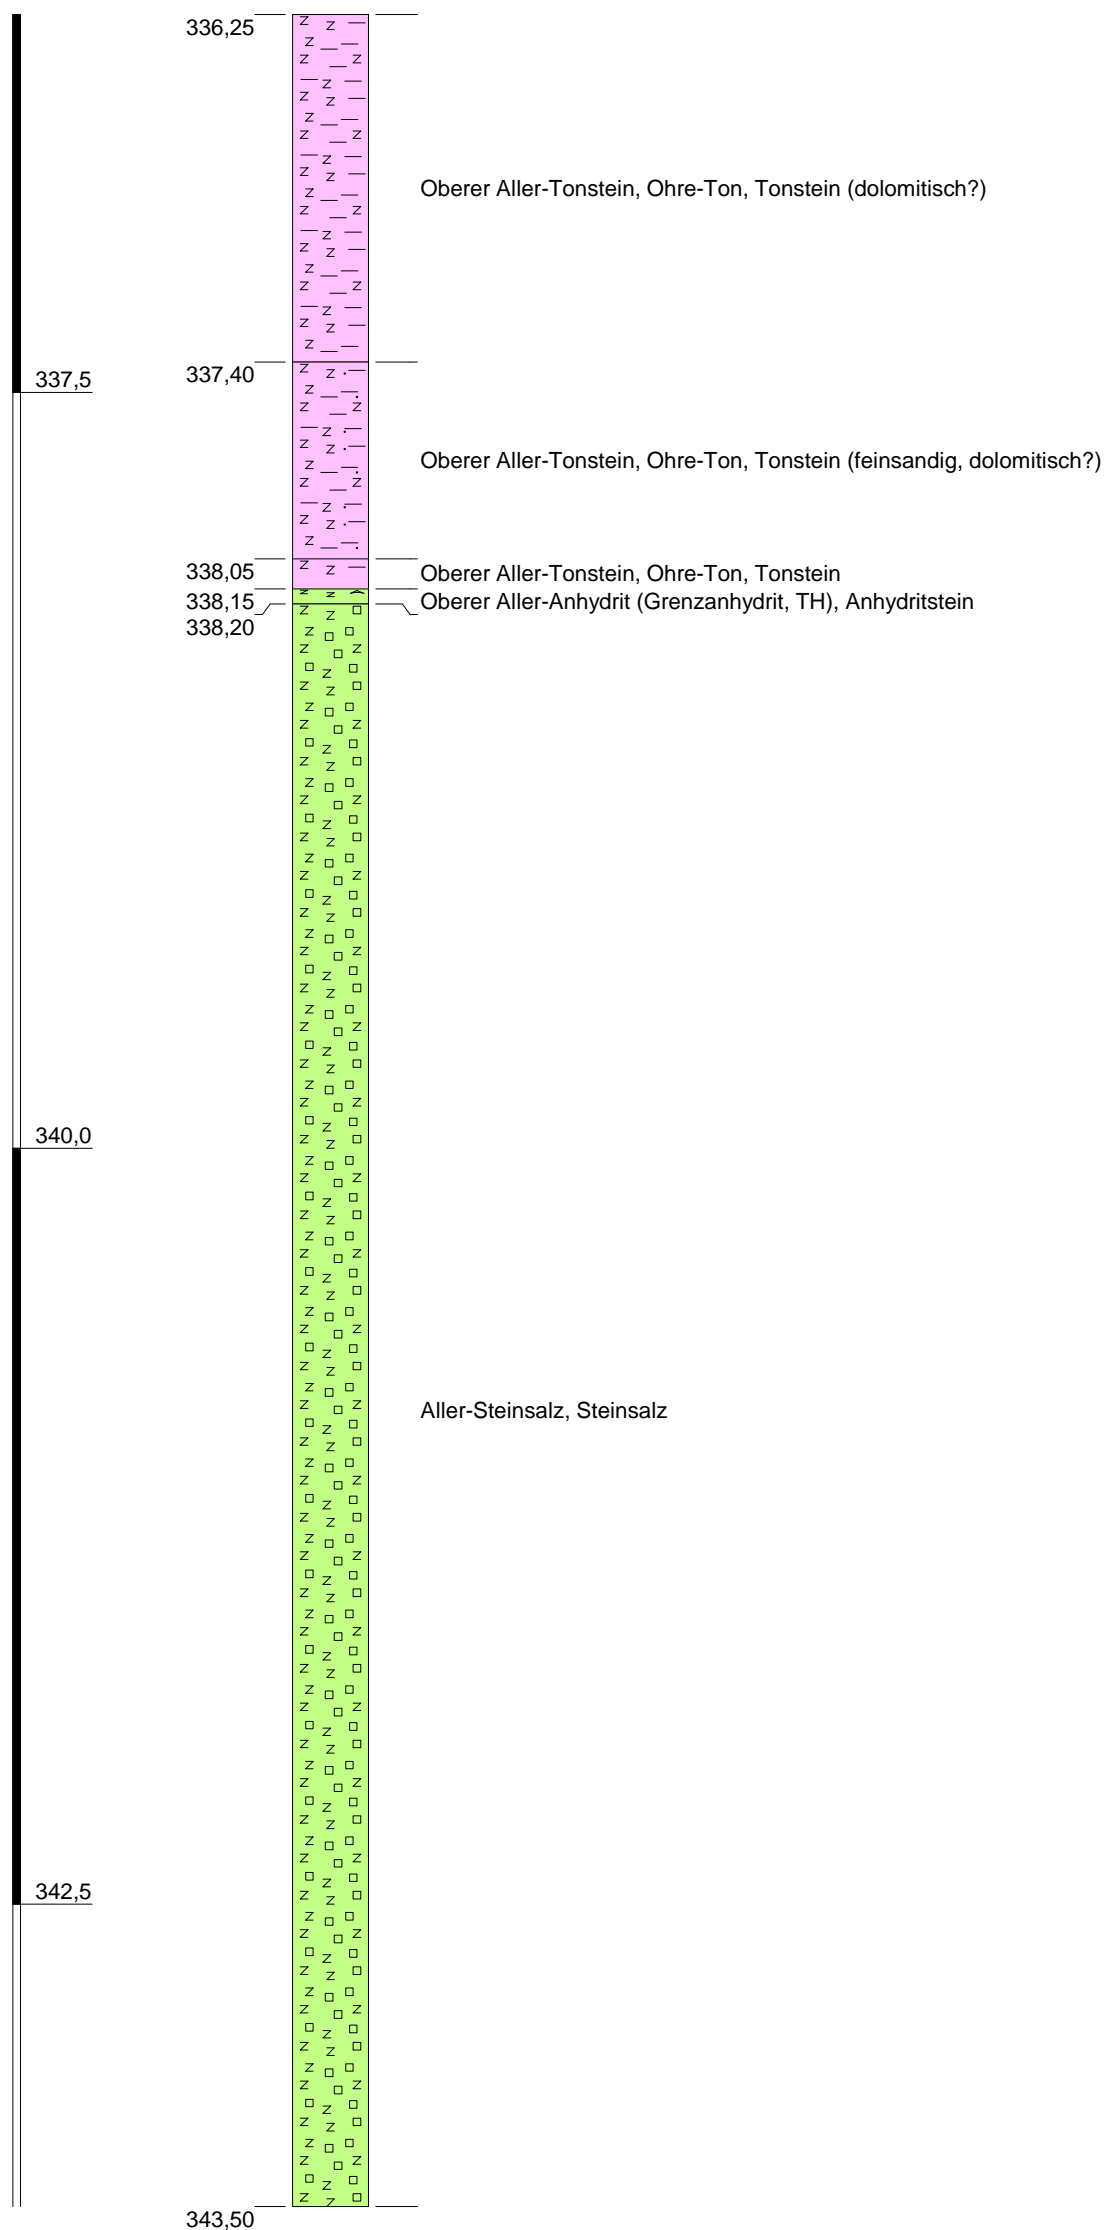 336,25
Oberer Aller-Tonstein, Ohre-Ton, Tonstein (dolomitisch?)
337,40
337,5
Oberer Aller-Tonstein, Ohre-Ton, Tonstein (feinsandig, dolomitisch?)
338,05
Oberer Aller-Tonstein, Ohre-Ton, Tonstein
338,15
Oberer Aller-Anhydrit (Grenzanhydrit, TH), Anhydritstein
338,20
340,0
Aller-Steinsalz, Steinsalz
342,5
343,50